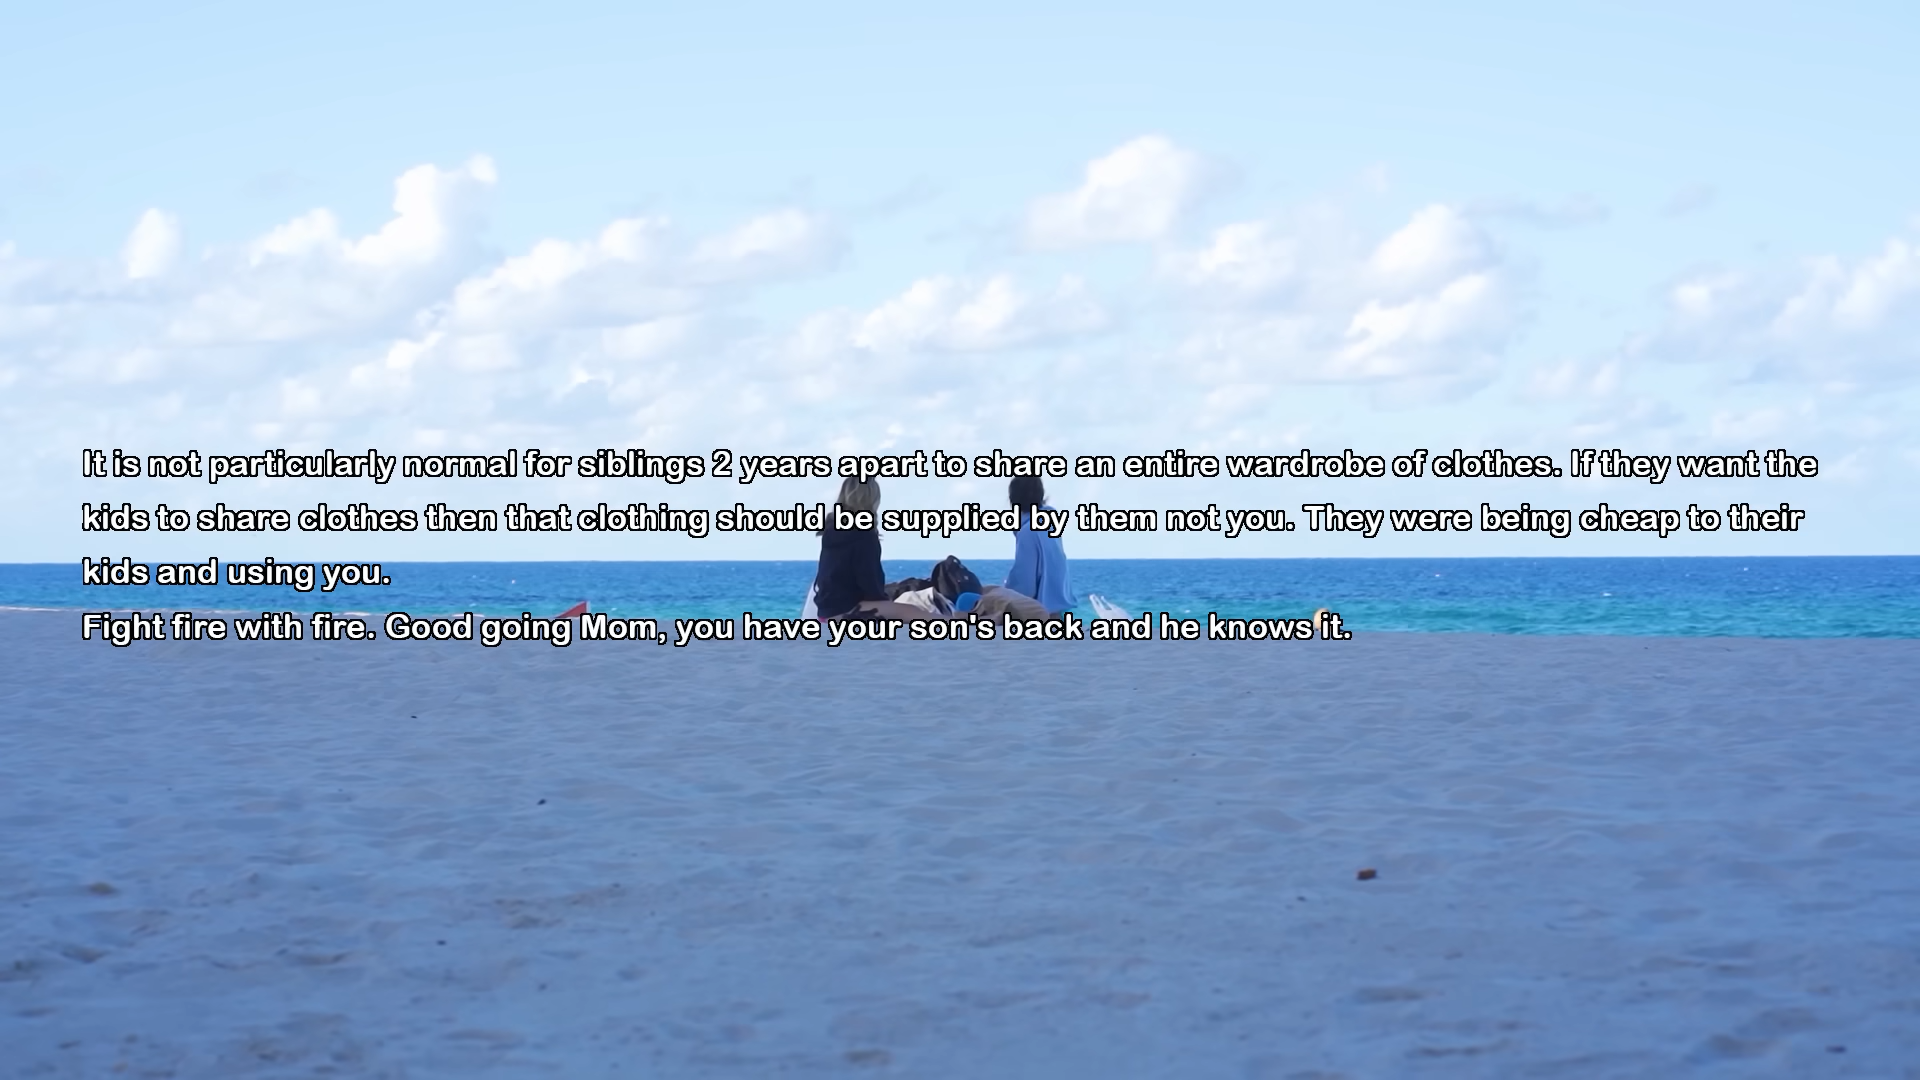 It is not particularly normal for siblings 2 years apart to share an entire wardrobe of clothes. If they want the
kids to share clothes then that clothing should be supplied by them not you. They were being cheap to their
kids and using you.
Fight fire with fire. Good going Mom, you have your son's back and he knows it.